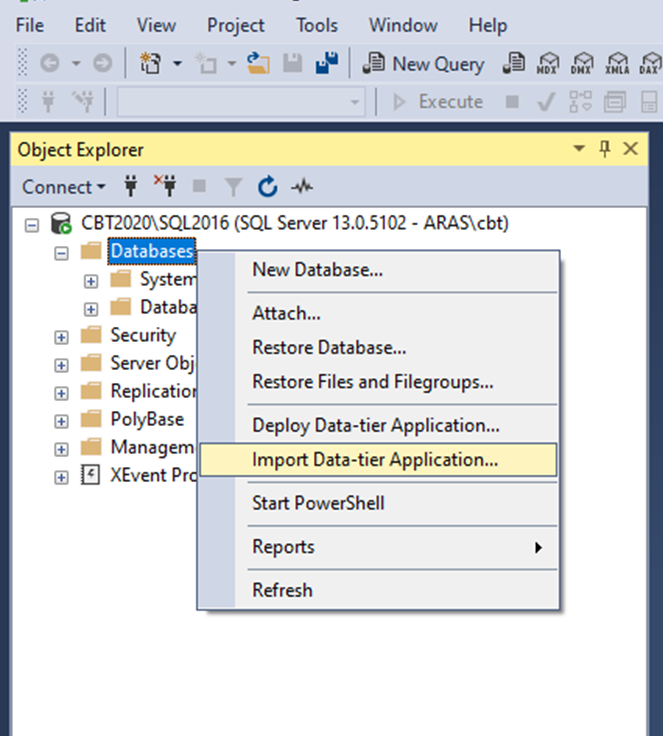 File Edit View Project Tools Window Help
New Query MDX DMX XMLA DAX
Execute
Object Explorer
Connect
CBT2020\SQL2016 (SQL Server 13.0.5102 - ARAS\cbt)
Databases
System
Databa
Security
Server Obj
Replication
PolyBase
Managem
XEvent Pro
New Database...
Attach...
Restore Database...
Restore Files and Filegroups...
Deploy Data-tier Application...
Import Data-tier Application...
Start PowerShell
Reports
Refresh